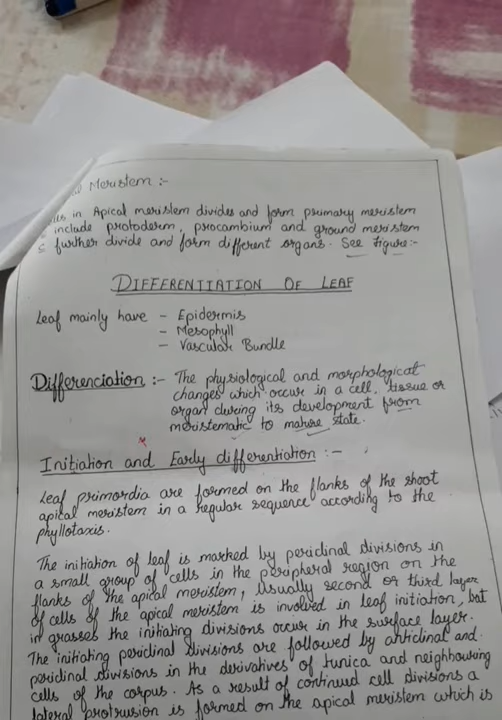 Meristem :-
in Apical meristem divides and form primary meristem
include protoderm, procambium and ground meristem
further divide and form different organs. See figure:-
DIFFERENTIATION OF LEAF
Leaf mainly have - Epidermis
- Mesophyll
- Vascular Bundle
Differenciation :- The physiological and morphological
changes which occur in a cell, tissue or
organ during its development from
meristematic to mature state.
Initiation and Early differentiation :-
Leaf primordia are formed on the flanks of the shoot
apical meristem in a regular sequence according to the
phyllotaxis.
The initiation of leaf is marked by periclinal divisions in
a small group of cells in the peripheral region on the
flanks of the apical meristem, Usually second or third layer
of cells of the apical meristem is involved in leaf initiation, but
in grasses the initiating divisions occur in the surface layer.
The initiating periclinal divisions are followed by anticlinal and
periclinal divisions in the derivatives of tunica and neighbouring
cells of the corpus. As a result of continued cell divisions a
lateral protrusion is formed on the apical meristem which is